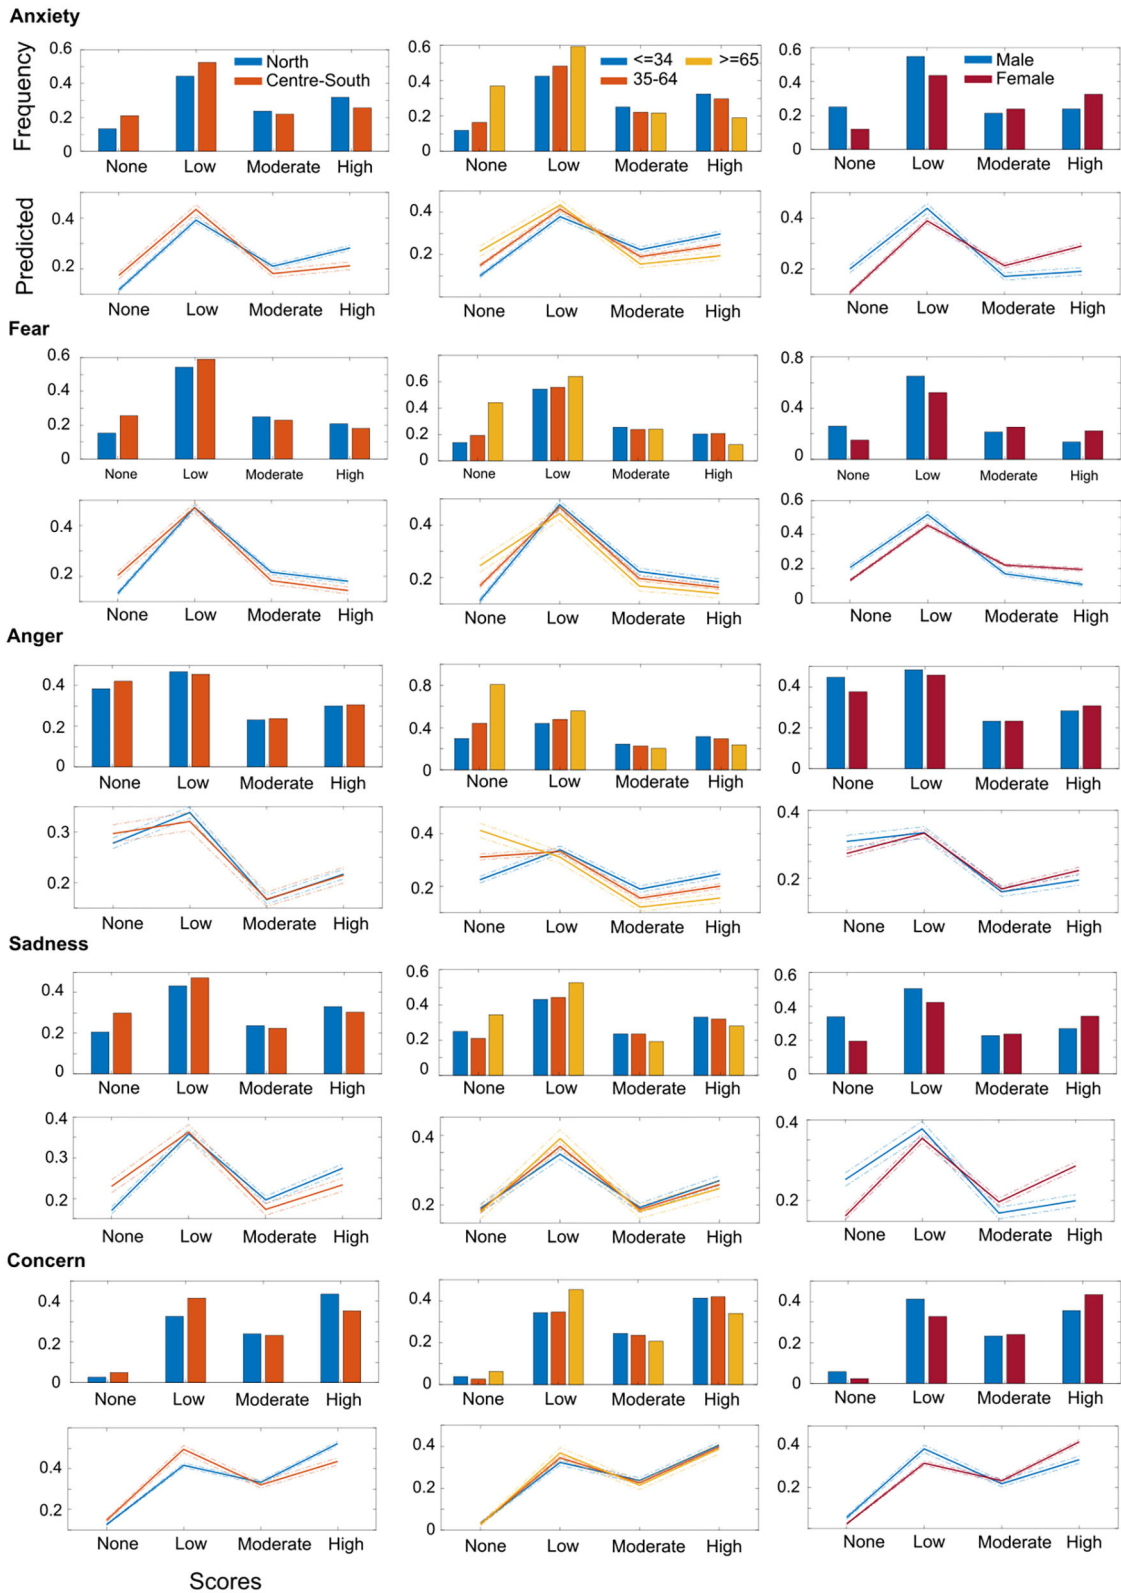 Anxiety
Frequency
0.6
0.4
0.2
0
North
Centre-South
None Low Moderate High
0.6
0.4
0.2
0
<=34 >=65
35-64
None Low Moderate High
0.6
0.4
0.2
0
Male
Female
None Low Moderate High
Predicted
0.4
0.2
None Low Moderate High
0.4
0.2
0
None Low Moderate High
0.4
0.2
None Low Moderate High
Fear
0.6
0.4
0.2
0
None Low Moderate High
0.6
0.4
0.2
0
None Low Moderate High
0.8
0.4
0
None Low Moderate High
0.4
0.2
None Low Moderate High
0.4
0.2
None Low Moderate High
0.6
0.4
0.2
0
None Low Moderate High
Anger
0.4
0.2
0
None Low Moderate High
0.8
0.4
0
None Low Moderate High
0.4
0.2
0
None Low Moderate High
0.3
0.2
None Low Moderate High
0.4
0.2
None Low Moderate High
0.4
0.2
None Low Moderate High
Sadness
0.4
0.2
0
None Low Moderate High
0.6
0.4
0.2
0
None Low Moderate High
0.6
0.4
0.2
0
None Low Moderate High
0.4
0.3
0.2
None Low Moderate High
0.4
0.2
None Low Moderate High
0.4
0.2
None Low Moderate High
Concern
0.4
0.2
0
None Low Moderate High
0.4
0.2
0
None Low Moderate High
0.4
0.2
0
None Low Moderate High
0.4
0.2
None Low Moderate High
0.4
0.2
0
None Low Moderate High
0.4
0.2
0
None Low Moderate High
Scores